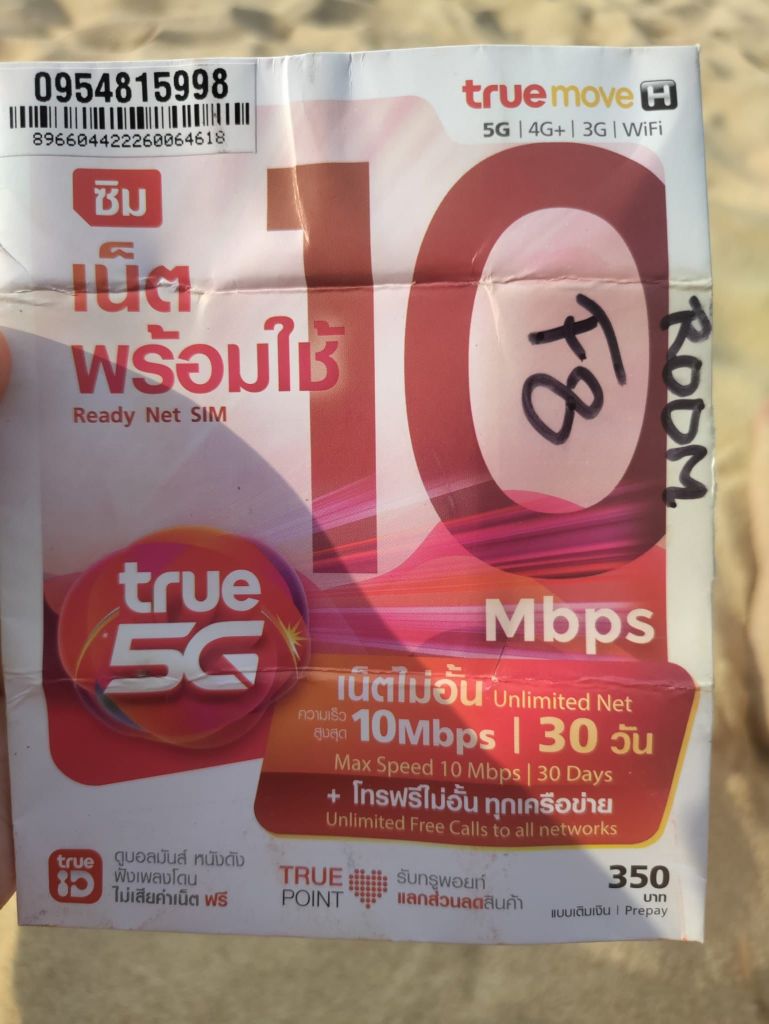 0954815998
8966044222260064618
true move H
5G | 4G+ | 3G | WiFi
ซิม
เน็ต
พร้อมใช้
Ready Net SIM
10
Mbps
F8
ROOM
true
5G
เน็ตไม่อั้น Unlimited Net
ความเร็ว
สูงสุด 10Mbps | 30 วัน
Max Speed 10 Mbps | 30 Days
+ โทรฟรีไม่อั้น ทุกเครือข่าย
Unlimited Free Calls to all networks
true
iD
ดูบอลมันส์ หนังดัง
ฟังเพลงโดน
ไม่เสียค่าเน็ต ฟรี
TRUE
POINT
รับทรูพอยท์
แลกส่วนลดสินค้า
350
บาท
แบบเติมเงิน | Prepay